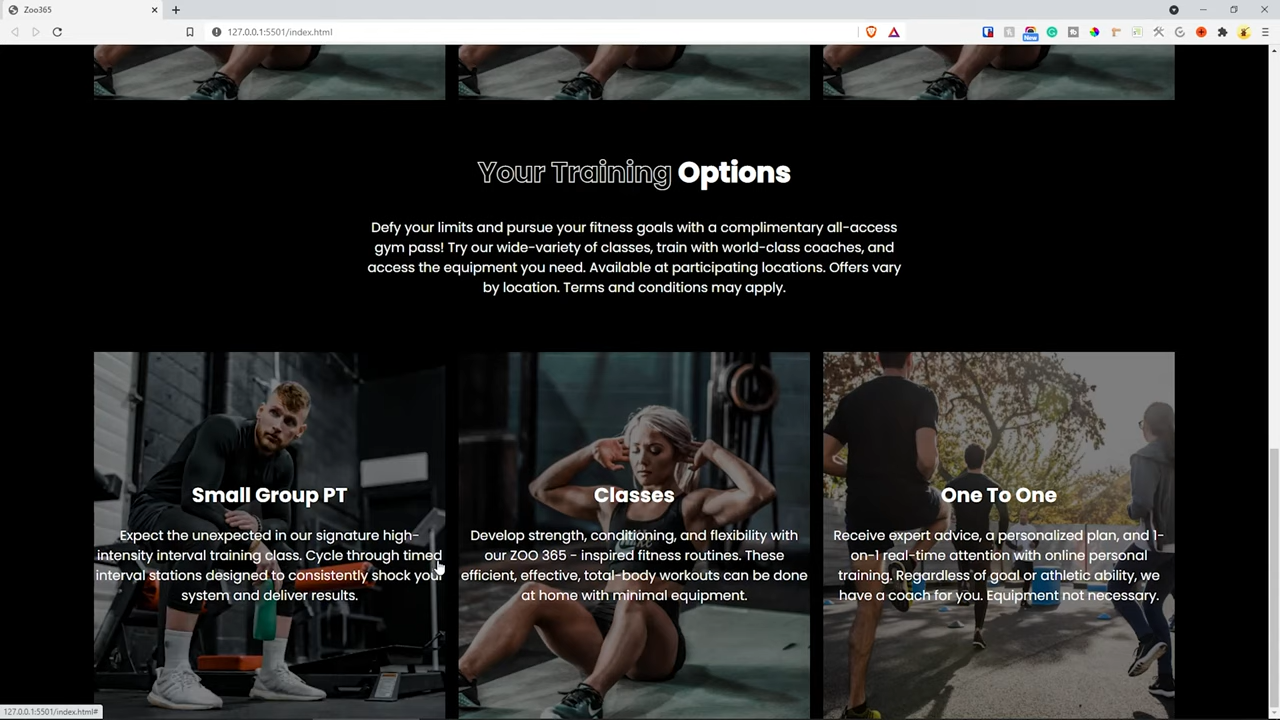 Zoo365
127.0.0.1:5501/index.html
New
Your Training Options
Defy your limits and pursue your fitness goals with a complimentary all-access
gym pass! Try our wide-variety of classes, train with world-class coaches, and
access the equipment you need. Available at participating locations. Offers vary
by location. Terms and conditions may apply.
Small Group PT
Expect the unexpected in our signature high-
intensity interval training class. Cycle through timed
interval stations designed to consistently shock your
system and deliver results.
Classes
Develop strength, conditioning, and flexibility with
our ZOO 365 - inspired fitness routines. These
efficient, effective, total-body workouts can be done
at home with minimal equipment.
One To One
Receive expert advice, a personalized plan, and 1-
on-1 real-time attention with online personal
training. Regardless of goal or athletic ability, we
have a coach for you. Equipment not necessary.
127.0.0.1:5501/index.html#